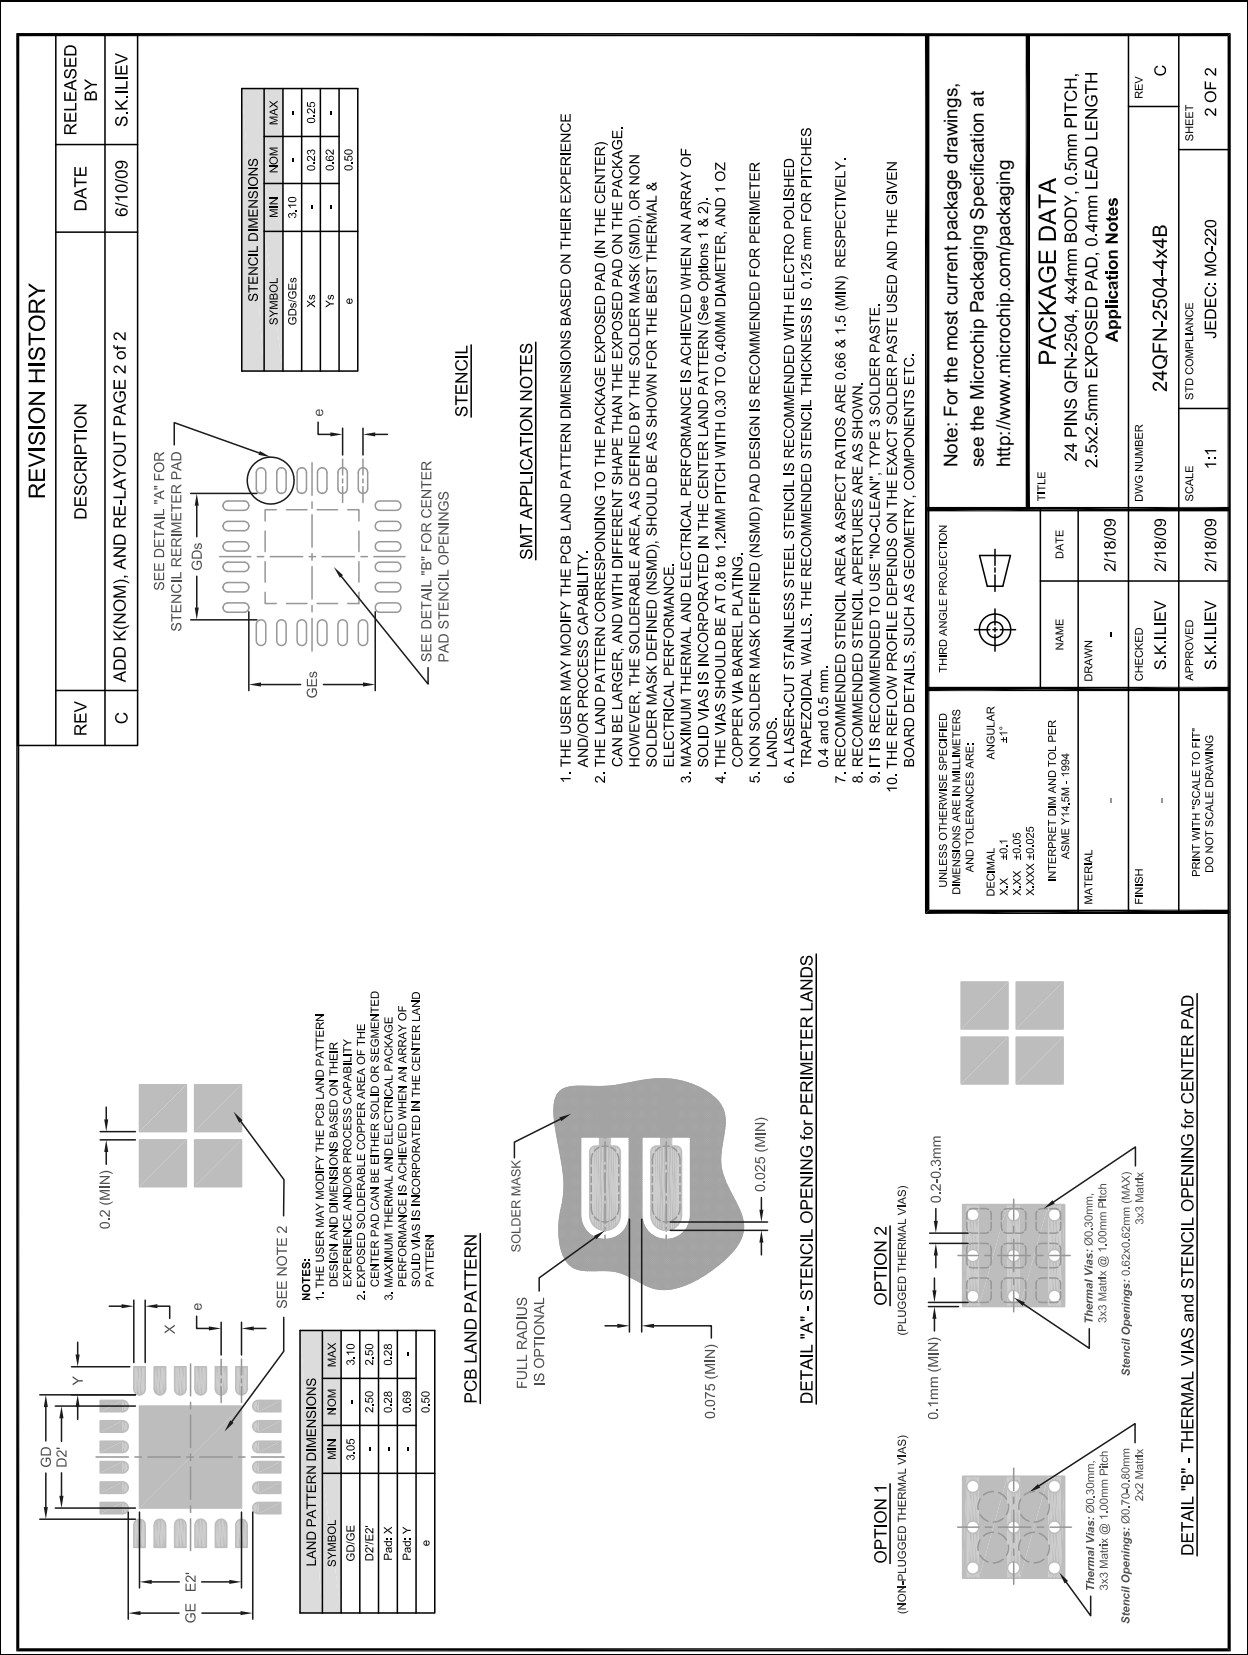 REVISION HISTORY
REV DESCRIPTION DATE RELEASED BY
C ADD K(NOM), AND RE-LAYOUT PAGE 2 of 2 6/10/09 S.K.ILIEV
GD
D2'
Y
X
e
GE
E2'
0.2 (MIN)
SEE NOTE 2
LAND PATTERN DIMENSIONS
SYMBOL MIN NOM MAX
GD/GE 3.05 - 3.10
D2'/E2' - 2.50 2.50
Pad: X - 0.28 0.28
Pad: Y - 0.69 -
e 0.50
NOTES:
1. THE USER MAY MODIFY THE PCB LAND PATTERN
DESIGN AND DIMENSIONS BASED ON THEIR
EXPERIENCE AND/OR PROCESS CAPABILITY
2. EXPOSED SOLDERABLE COPPER AREA OF THE
CENTER PAD CAN BE EITHER SOLID OR SEGMENTED
3. MAXIMUM THERMAL AND ELECTRICAL PACKAGE
PERFORMANCE IS ACHIEVED WHEN AN ARRAY OF
SOLID VIAS IS INCORPORATED IN THE CENTER LAND
PATTERN
PCB LAND PATTERN
SEE DETAIL "A" FOR
STENCIL RERIMETER PAD
GDs
GEs
e
SEE DETAIL "B" FOR CENTER
PAD STENCIL OPENINGS
STENCIL DIMENSIONS
SYMBOL MIN NOM MAX
GDs/GEs 3.10 - -
Xs - 0.23 0.25
Ys - 0.62 -
e 0.50
STENCIL
FULL RADIUS
IS OPTIONAL
SOLDER MASK
0.075 (MIN)
0.025 (MIN)
DETAIL "A" - STENCIL OPENING for PERIMETER LANDS
SMT APPLICATION NOTES
1. THE USER MAY MODIFY THE PCB LAND PATTERN DIMENSIONS BASED ON THEIR EXPERIENCE
AND/OR PROCESS CAPABILITY.
2. THE LAND PATTERN CORRESPONDING TO THE PACKAGE EXPOSED PAD (IN THE CENTER)
CAN BE LARGER, AND WITH DIFFERENT SHAPE THAN THE EXPOSED PAD ON THE PACKAGE.
HOWEVER, THE SOLDERABLE AREA, AS DEFINED BY THE SOLDER MASK (SMD), OR NON
SOLDER MASK DEFINED (NSMD), SHOULD BE AS SHOWN FOR THE BEST THERMAL &
ELECTRICAL PERFORMANCE.
3. MAXIMUM THERMAL AND ELECTRICAL PERFORMANCE IS ACHIEVED WHEN AN ARRAY OF
SOLID VIAS IS INCORPORATED IN THE CENTER LAND PATTERN (See Options 1 & 2).
4. THE VIAS SHOULD BE AT 0.8 to 1.2MM PITCH WITH 0.30 TO 0.40MM DIAMETER, AND 1 OZ
COPPER VIA BARREL PLATING.
5. NON SOLDER MASK DEFINED (NSMD) PAD DESIGN IS RECOMMENDED FOR PERIMETER
LANDS.
6. A LASER-CUT STAINLESS STEEL STENCIL IS RECOMMENDED WITH ELECTRO POLISHED
TRAPEZOIDAL WALLS. THE RECOMMENDED STENCIL THICKNESS IS 0.125 mm FOR PITCHES
0.4 and 0.5 mm.
7. RECOMMENDED STENCIL AREA & ASPECT RATIOS ARE 0.66 & 1.5 (MIN) RESPECTIVELY.
8. RECOMMENDED STENCIL APERTURES ARE AS SHOWN.
9. IT IS RECOMMENDED TO USE "NO-CLEAN", TYPE 3 SOLDER PASTE.
10. THE REFLOW PROFILE DEPENDS ON THE EXACT SOLDER PASTE USED AND THE GIVEN
BOARD DETAILS, SUCH AS GEOMETRY, COMPONENTS ETC.
OPTION 1
(NON-PLUGGED THERMAL VIAS)
Thermal Vias: Ø0.30mm,
3x3 Matrix @ 1.00mm Pitch
Stencil Openings: Ø0.70-0.80mm
2x2 Matrix
OPTION 2
(PLUGGED THERMAL VIAS)
0.1mm (MIN)
0.2-0.3mm
Thermal Vias: Ø0.30mm,
3x3 Matrix @ 1.00mm Pitch
Stencil Openings: 0.62x0.62mm (MAX)
3x3 Matrix
DETAIL "B" - THERMAL VIAS and STENCIL OPENING for CENTER PAD
UNLESS OTHERWISE SPECIFIED
DIMENSIONS ARE IN MILLIMETERS
AND TOLERANCES ARE:
DECIMAL ANGULAR
X.X ±0.1 ±1°
X.XX ±0.05
X.XXX ±0.025
INTERPRET DIM AND TOL PER
ASME Y14.5M - 1994
MATERIAL
-
FINISH
-
PRINT WITH "SCALE TO FIT"
DO NOT SCALE DRAWING
THIRD ANGLE PROJECTION
NAME DATE
DRAWN
- 2/18/09
CHECKED
S.K.ILIEV 2/18/09
APPROVED
S.K.ILIEV 2/18/09
Note: For the most current package drawings,
see the Microchip Packaging Specification at
http://www.microchip.com/packaging
TITLE
PACKAGE DATA
24 PINS QFN-2504, 4x4mm BODY, 0.5mm PITCH,
2.5x2.5mm EXPOSED PAD, 0.4mm LEAD LENGTH
Application Notes
DWG NUMBER REV
24QFN-2504-4x4B C
SCALE STD COMPLIANCE SHEET
1:1 JEDEC: MO-220 2 OF 2